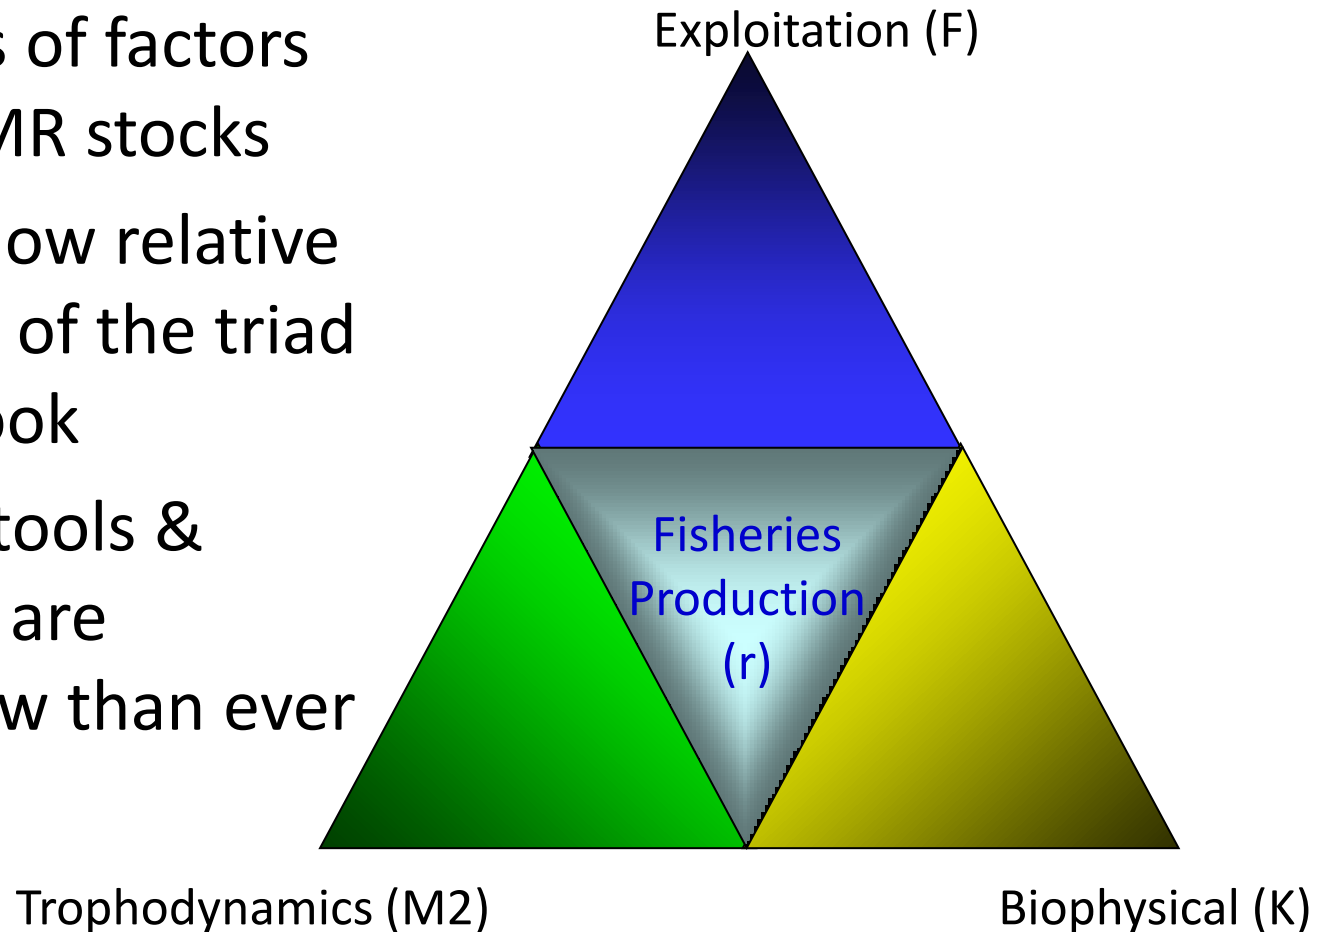 s of factors
MR stocks
ow relative
of the triad
ook
tools &
are
w than ever
Exploitation (F)
Fisheries
Production
(r)
Trophodynamics (M2)
Biophysical (K)